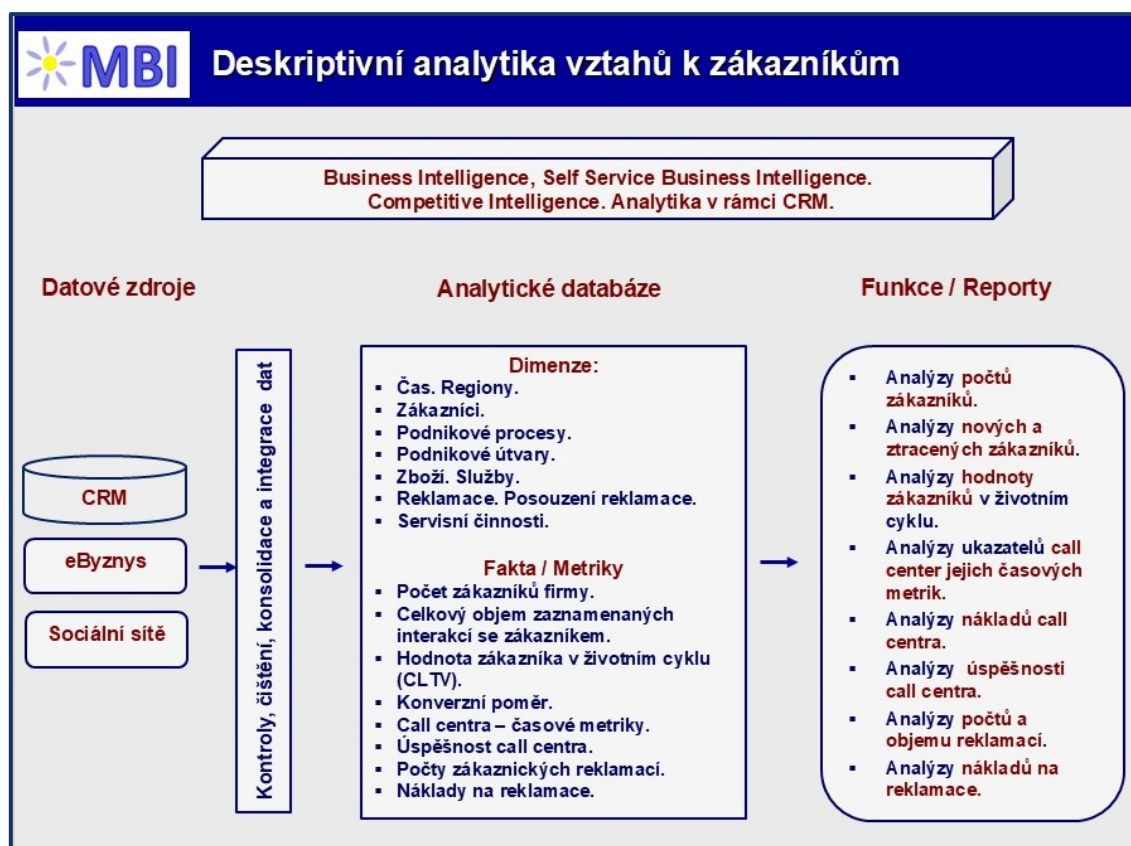 MBI
Deskriptivní analytika vztahů k zákazníkům
Business Intelligence, Self Service Business Intelligence.
Competitive Intelligence. Analytika v rámci CRM.
Datové zdroje
Analytické databáze
Funkce / Reporty
CRM
eByznys
Sociální sítě
Kontroly, čištění, konsolidace a integrace dat
Dimenze:
▪ Čas. Regiony.
▪ Zákazníci.
▪ Podnikové procesy.
▪ Podnikové útvary.
▪ Zboží. Služby.
▪ Reklamace. Posouzení reklamace.
▪ Servisní činnosti.
Fakta / Metriky
▪ Počet zákazníků firmy.
▪ Celkový objem zaznamenaných
interakcí se zákazníkem.
▪ Hodnota zákazníka v životním cyklu
(CLTV).
▪ Konverzní poměr.
▪ Call centra – časové metriky.
▪ Úspěšnost call centra.
▪ Počty zákaznických reklamací.
▪ Náklady na reklamace.
▪ Analýzy počtů
zákazníků.
▪ Analýzy nových a
ztracených zákazníků.
▪ Analýzy hodnoty
zákazníků v životním
cyklu.
▪ Analýzy ukazatelů call
center jejich časových
metrik.
▪ Analýzy nákladů call
centra.
▪ Analýzy úspěšnosti
call centra.
▪ Analýzy počtů a
objemu reklamací.
▪ Analýzy nákladů na
reklamace.